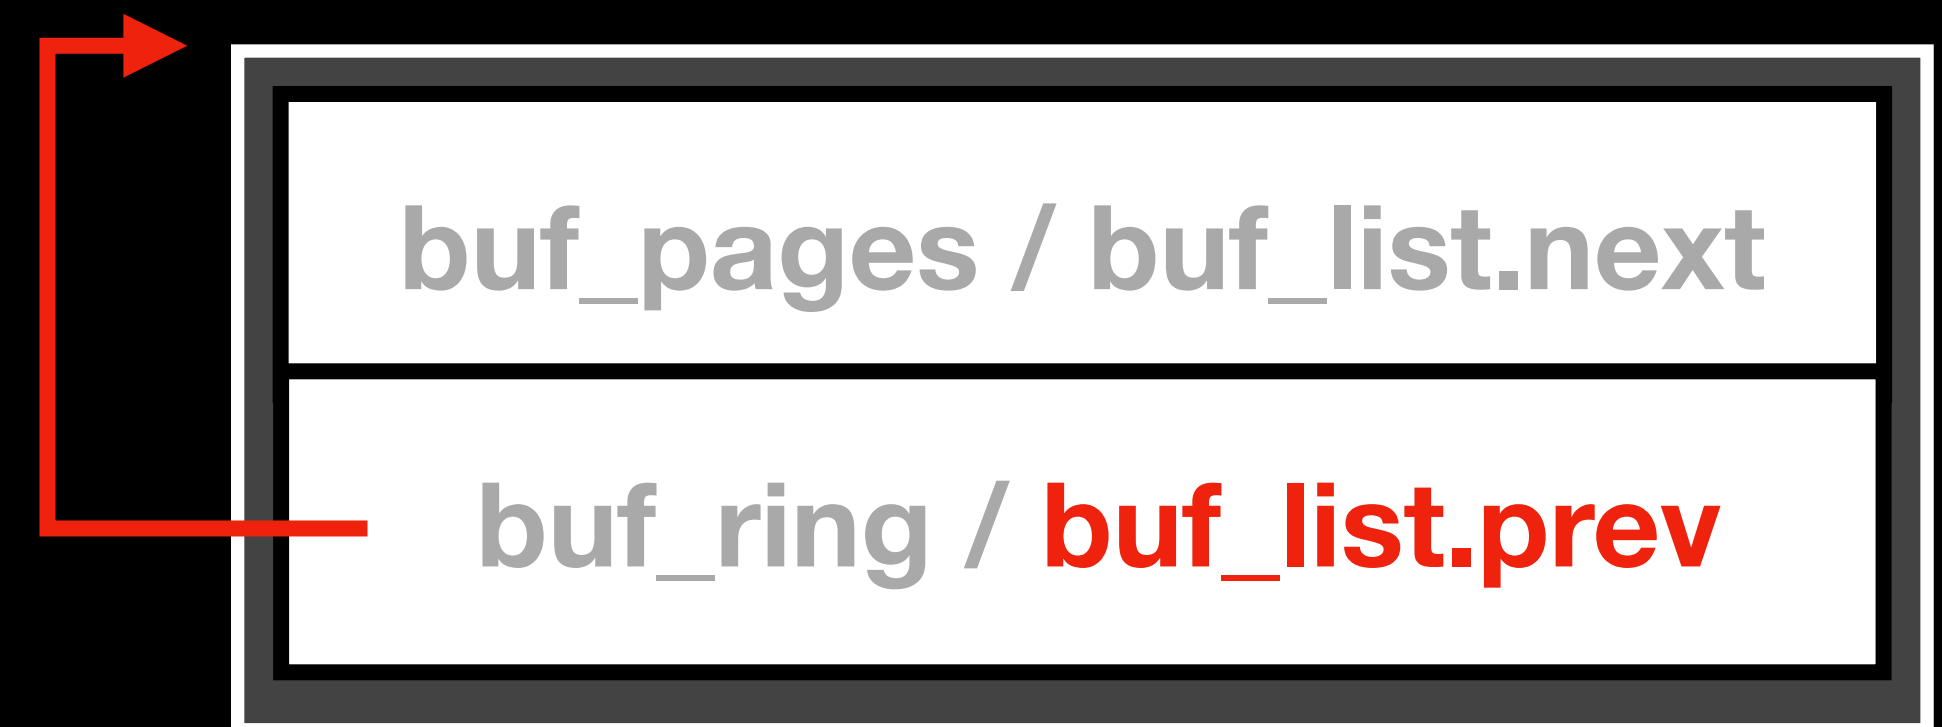 buf_pages / buf_list.next
buf_ring / buf_list.prev